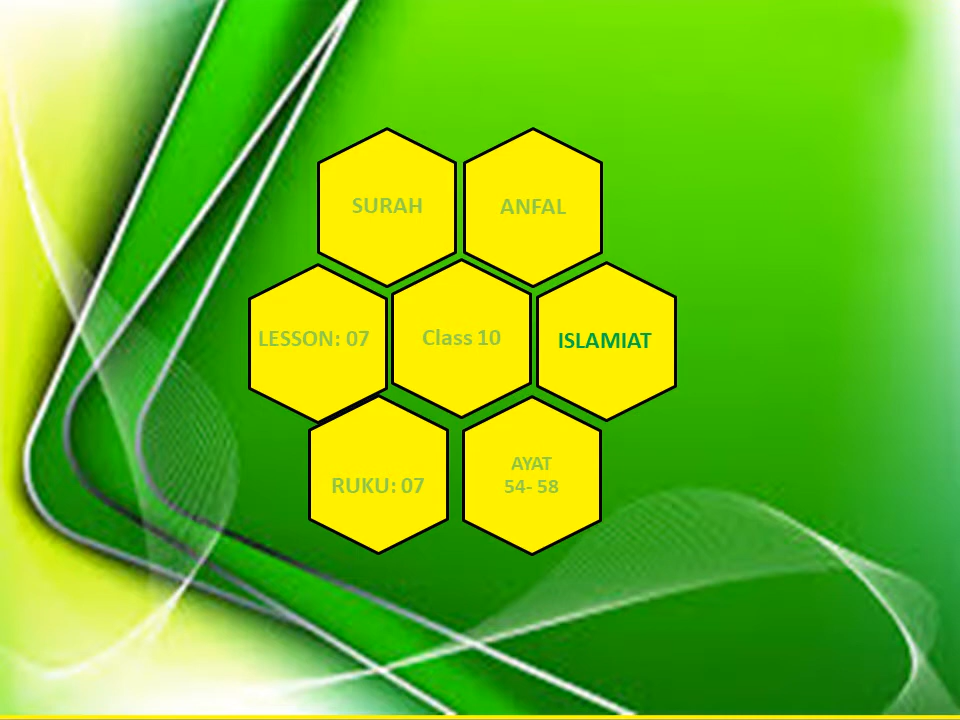 SURAH
ANFAL
LESSON: 07
Class 10
ISLAMIAT
RUKU: 07
AYAT
54- 58